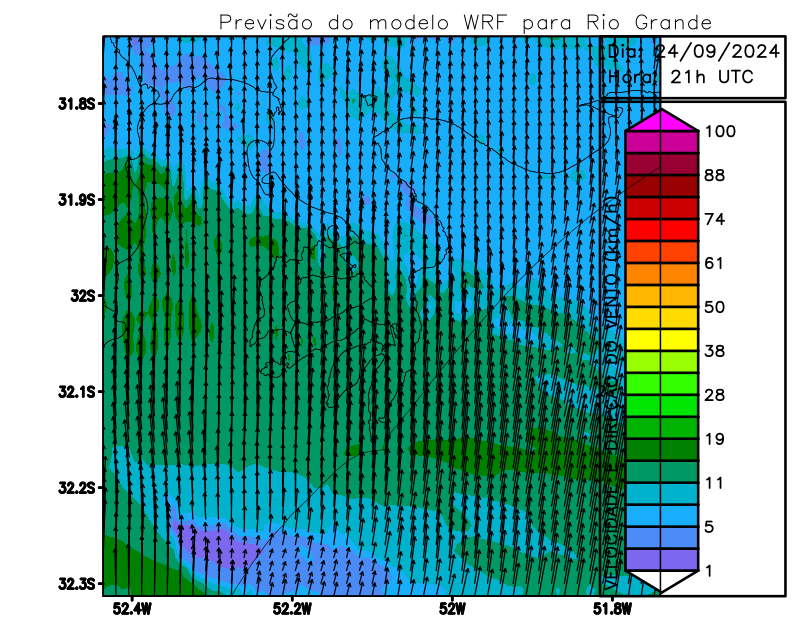 Previsão do modelo WRF para Rio Grande
Dia: 24/09/2024
Hora: 21h UTC
31.8S
31.9S
32S
32.1S
32.2S
32.3S
52.4W
52.2W
52W
51.8W
VELOCIDADE E DIREÇÃO DO VENTO (Km/h)
100
88
74
61
50
38
28
19
11
5
1